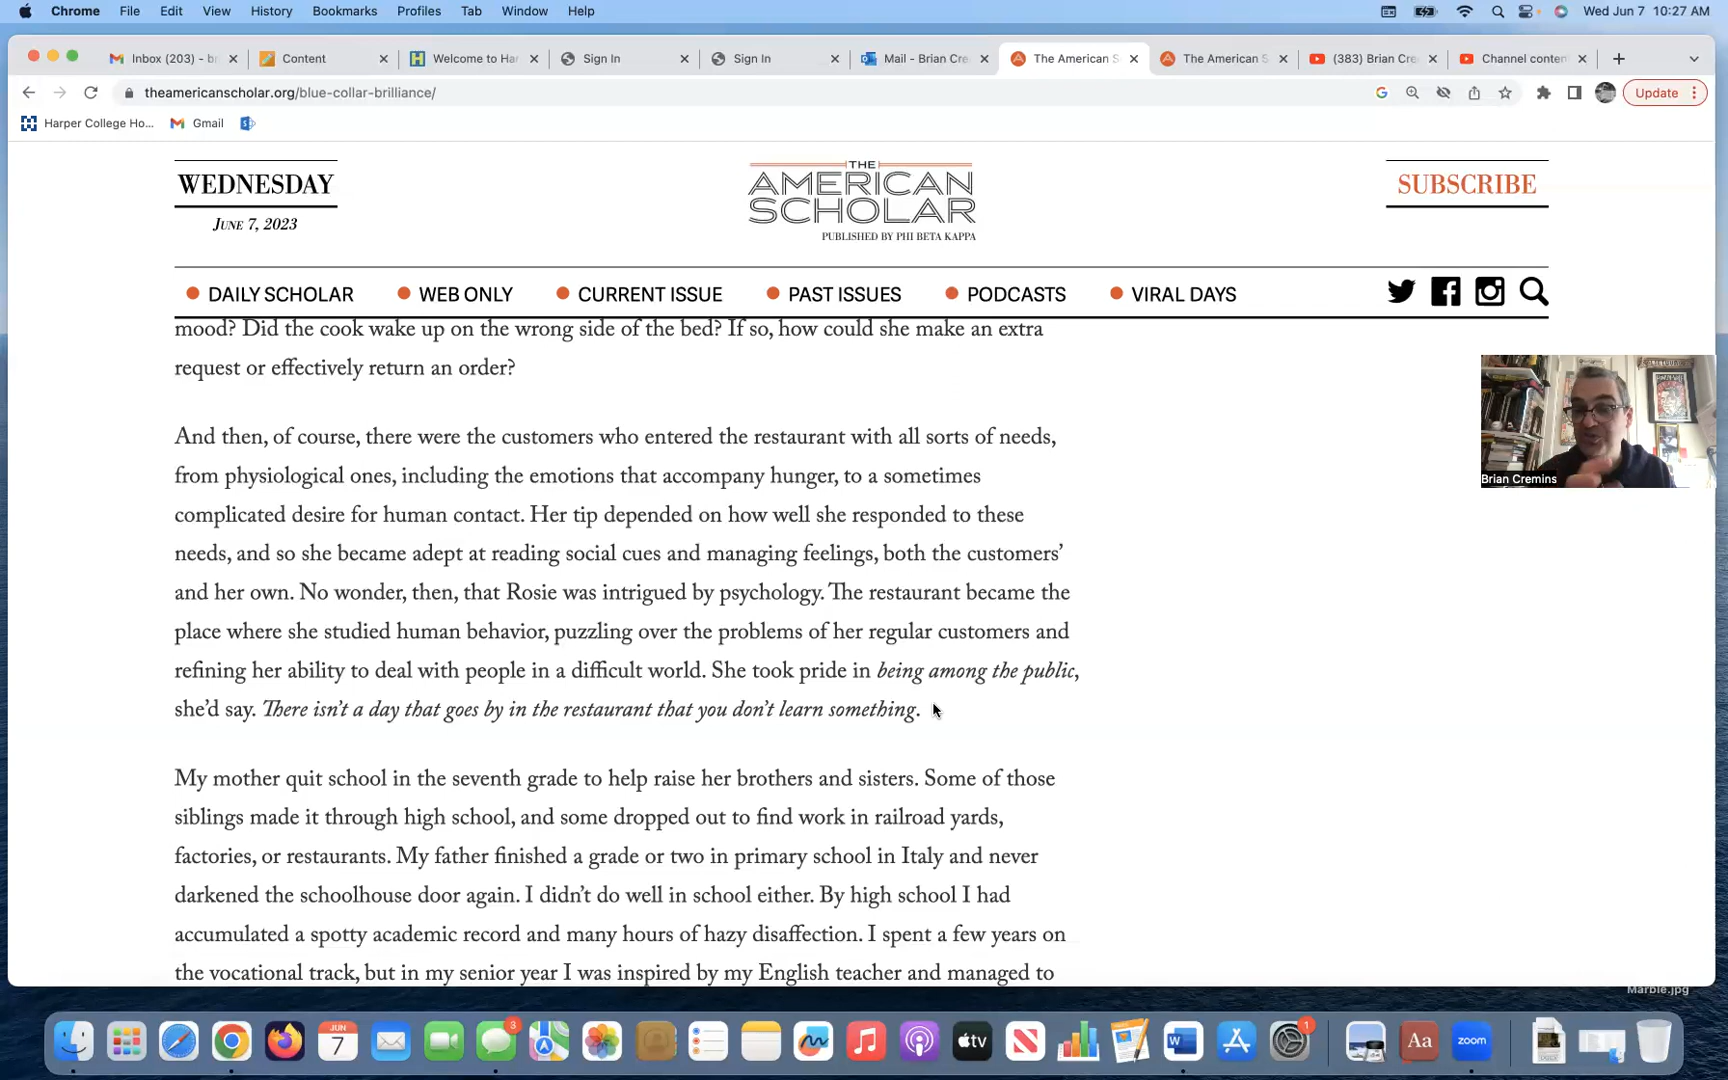 Chrome File Edit View History Bookmarks Profiles Tab Window Help Wed Jun 7 10:27 AM
Inbox (203) - b Content Welcome to Har Sign In Sign In Mail - Brian Cre The American S The American S (383) Brian Cre Channel conten
theamericanscholar.org/blue-collar-brilliance/ Update
Harper College Ho... Gmail
WEDNESDAY
JUNE 7, 2023
THE
AMERICAN
SCHOLAR
PUBLISHED BY PHI BETA KAPPA
SUBSCRIBE
DAILY SCHOLAR WEB ONLY CURRENT ISSUE PAST ISSUES PODCASTS VIRAL DAYS
mood? Did the cook wake up on the wrong side of the bed? If so, how could she make an extra
request or effectively return an order?
And then, of course, there were the customers who entered the restaurant with all sorts of needs,
from physiological ones, including the emotions that accompany hunger, to a sometimes
complicated desire for human contact. Her tip depended on how well she responded to these
needs, and so she became adept at reading social cues and managing feelings, both the customers’
and her own. No wonder, then, that Rosie was intrigued by psychology. The restaurant became the
place where she studied human behavior, puzzling over the problems of her regular customers and
refining her ability to deal with people in a difficult world. She took pride in being among the public,
she’d say. There isn’t a day that goes by in the restaurant that you don’t learn something.
My mother quit school in the seventh grade to help raise her brothers and sisters. Some of those
siblings made it through high school, and some dropped out to find work in railroad yards,
factories, or restaurants. My father finished a grade or two in primary school in Italy and never
darkened the schoolhouse door again. I didn’t do well in school either. By high school I had
accumulated a spotty academic record and many hours of hazy disaffection. I spent a few years on
the vocational track, but in my senior year I was inspired by my English teacher and managed to
Brian Cremins
Marble.jpg
JUN
7
3
tv
1
Aa
zoom